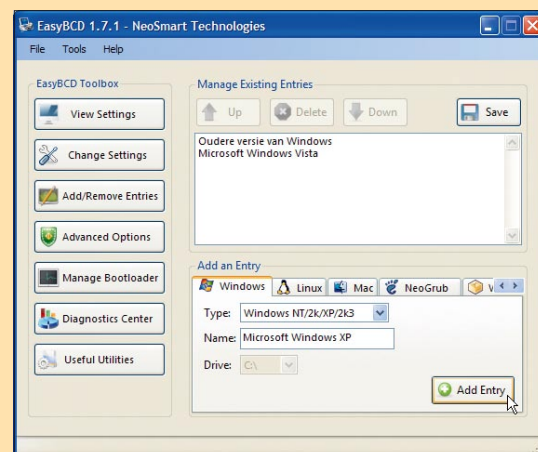 EasyBCD 1.7.1 - NeoSmart Technologies
File Tools Help
EasyBCD Toolbox
View Settings
Change Settings
Add/Remove Entries
Advanced Options
Manage Bootloader
Diagnostics Center
Useful Utilities
Manage Existing Entries
Up Delete Down Save
Oudere versie van Windows
Microsoft Windows Vista
Add an Entry
Windows Linux Mac NeoGrub
Type: Windows NT/2k/XP/2k3
Name: Microsoft Windows XP
Drive: C:\
Add Entry